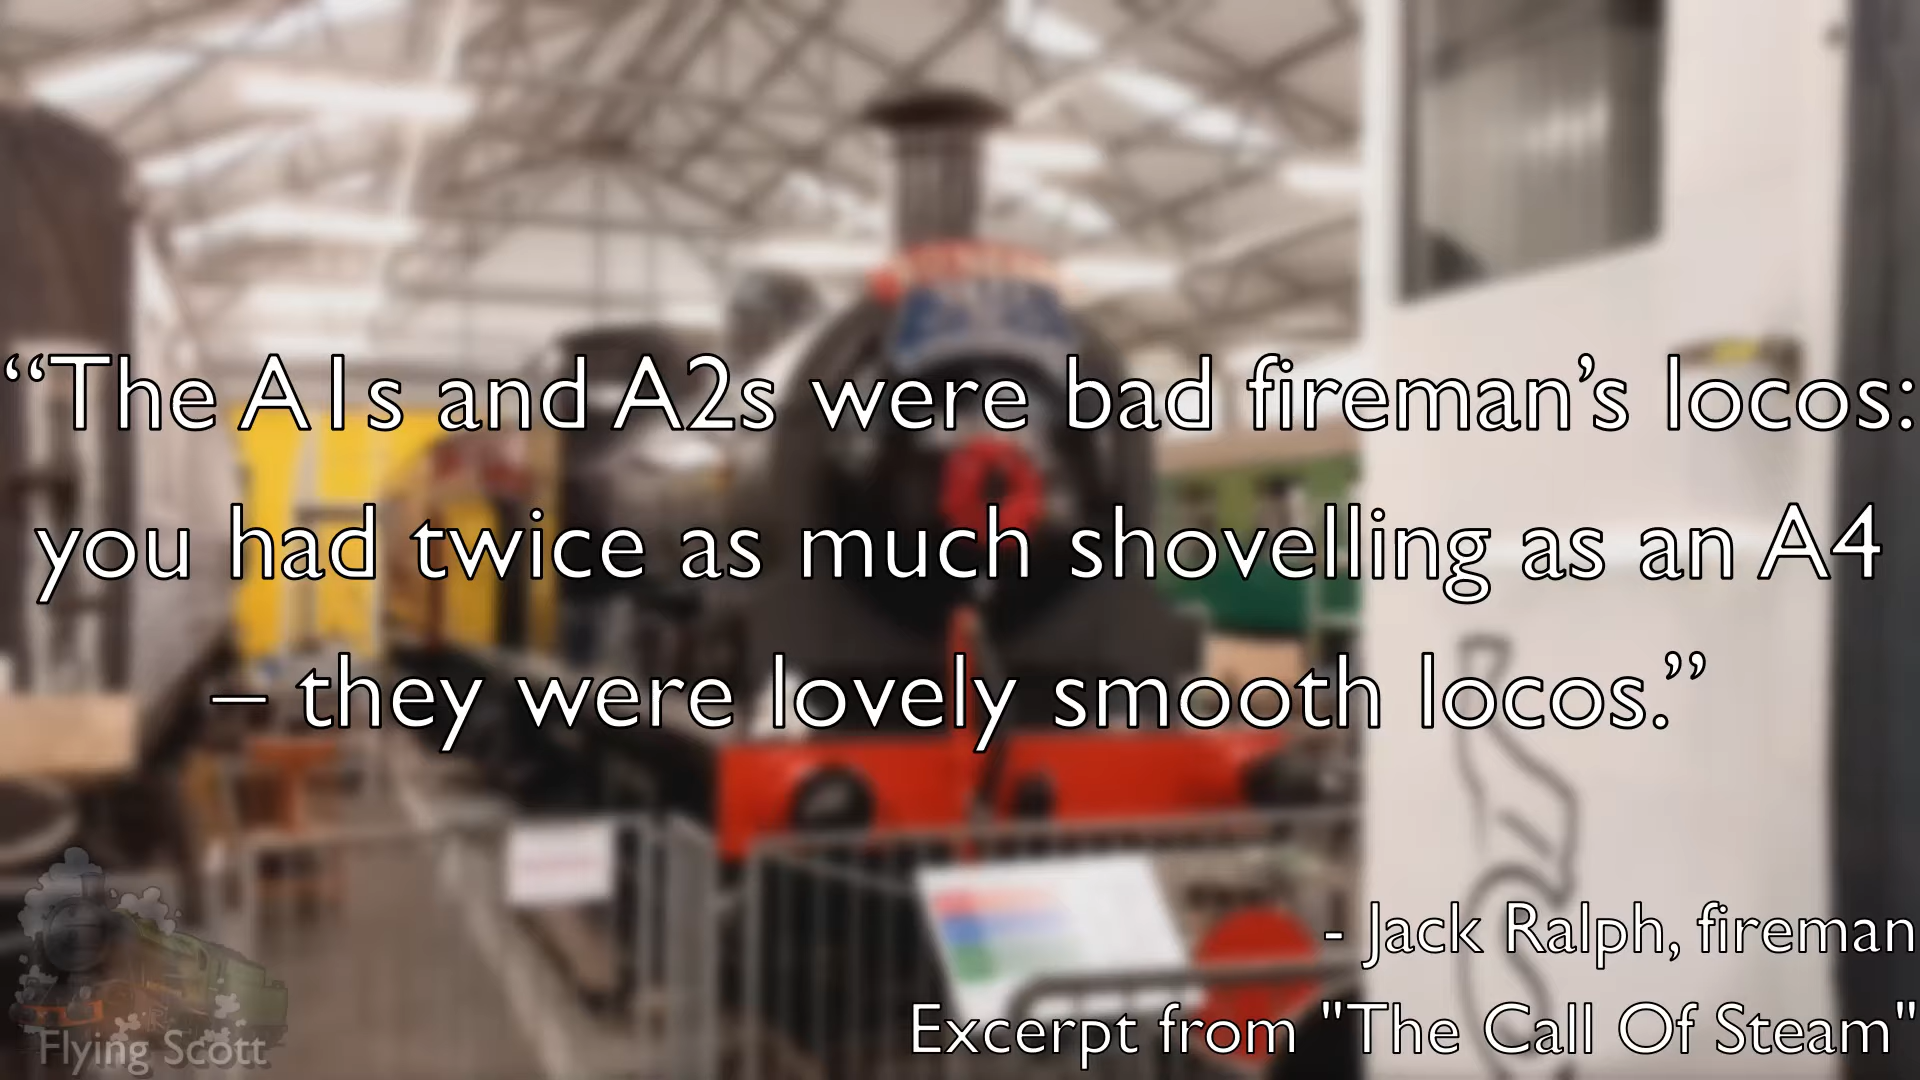 “The A1s and A2s were bad fireman’s locos:
you had twice as much shovelling as an A4
– they were lovely smooth locos.”
- Jack Ralph, fireman
Excerpt from "The Call Of Steam"
Flying Scott